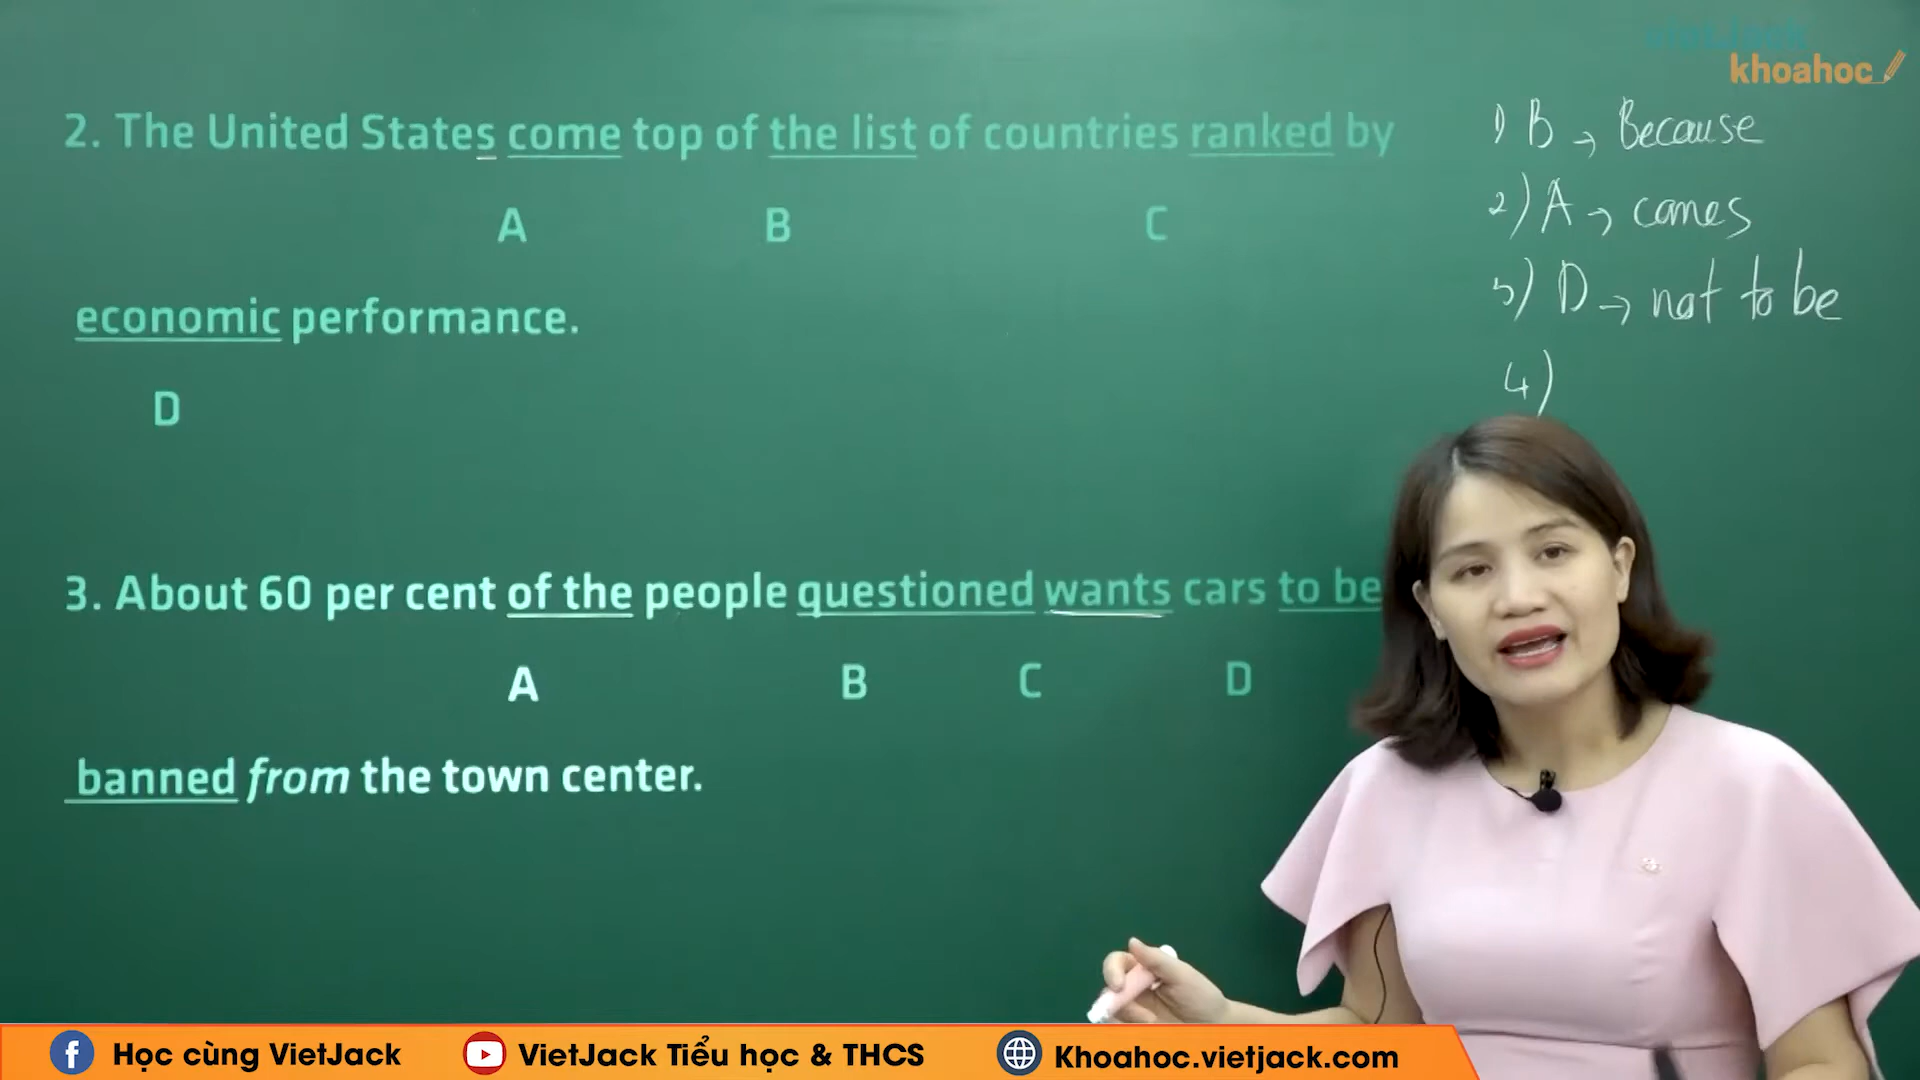 khoahoc
2. The United States come top of the list of countries ranked by
A B C
economic performance.
D
3. About 60 per cent of the people questioned wants cars to be
A B C D
banned from the town center.
1) B → Because
2) A → comes
3) D → not to be
4)
Học cùng VietJack
VietJack Tiểu học & THCS
Khoahoc.vietjack.com